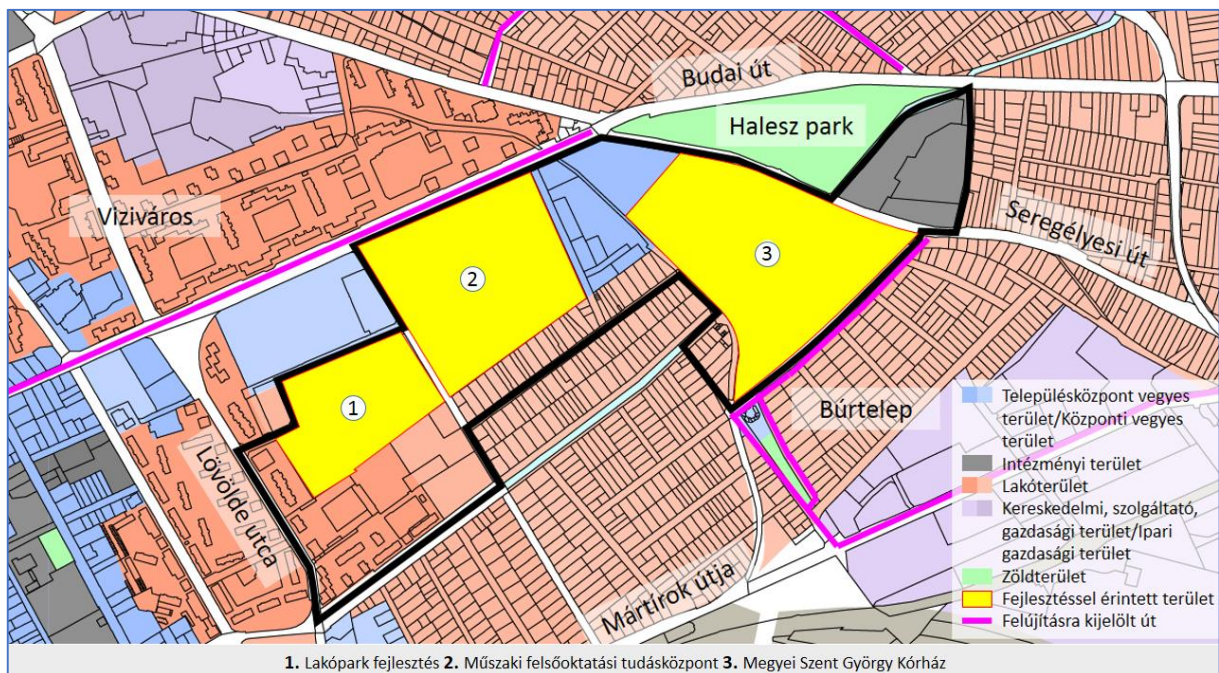 Budai út
Halesz park
Víziváros
Seregélyesi út
2
3
1
Búrtelep
Lövölde utca
Mártírok útja
Településközpont vegyes
terület/Központi vegyes
terület
Intézményi terület
Lakóterület
Kereskedelmi, szolgáltató,
gazdasági terület/Ipari
gazdasági terület
Zöldterület
Fejlesztéssel érintett terület
Felújításra kijelölt út
1. Lakópark fejlesztés 2. Műszaki felsőoktatási tudásközpont 3. Megyei Szent György Kórház